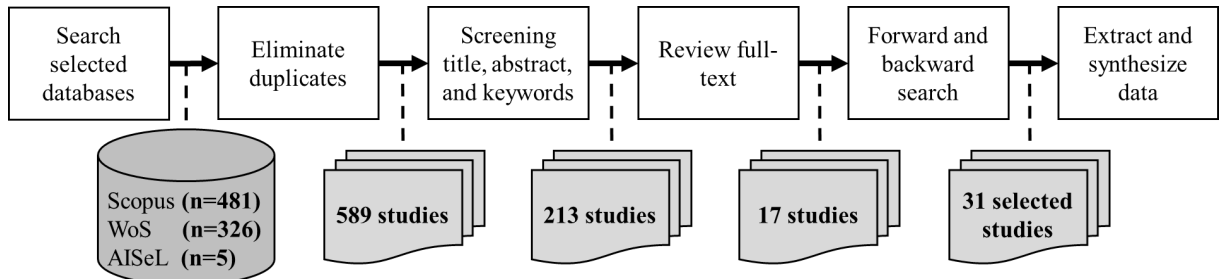 Search
selected
databases
Eliminate
duplicates
Screening
title, abstract,
and keywords
Review full-
text
Forward and
backward
search
Extract and
synthesize
data
Scopus (n=481)
WoS (n=326)
AISeL (n=5)
589 studies
213 studies
17 studies
31 selected
studies